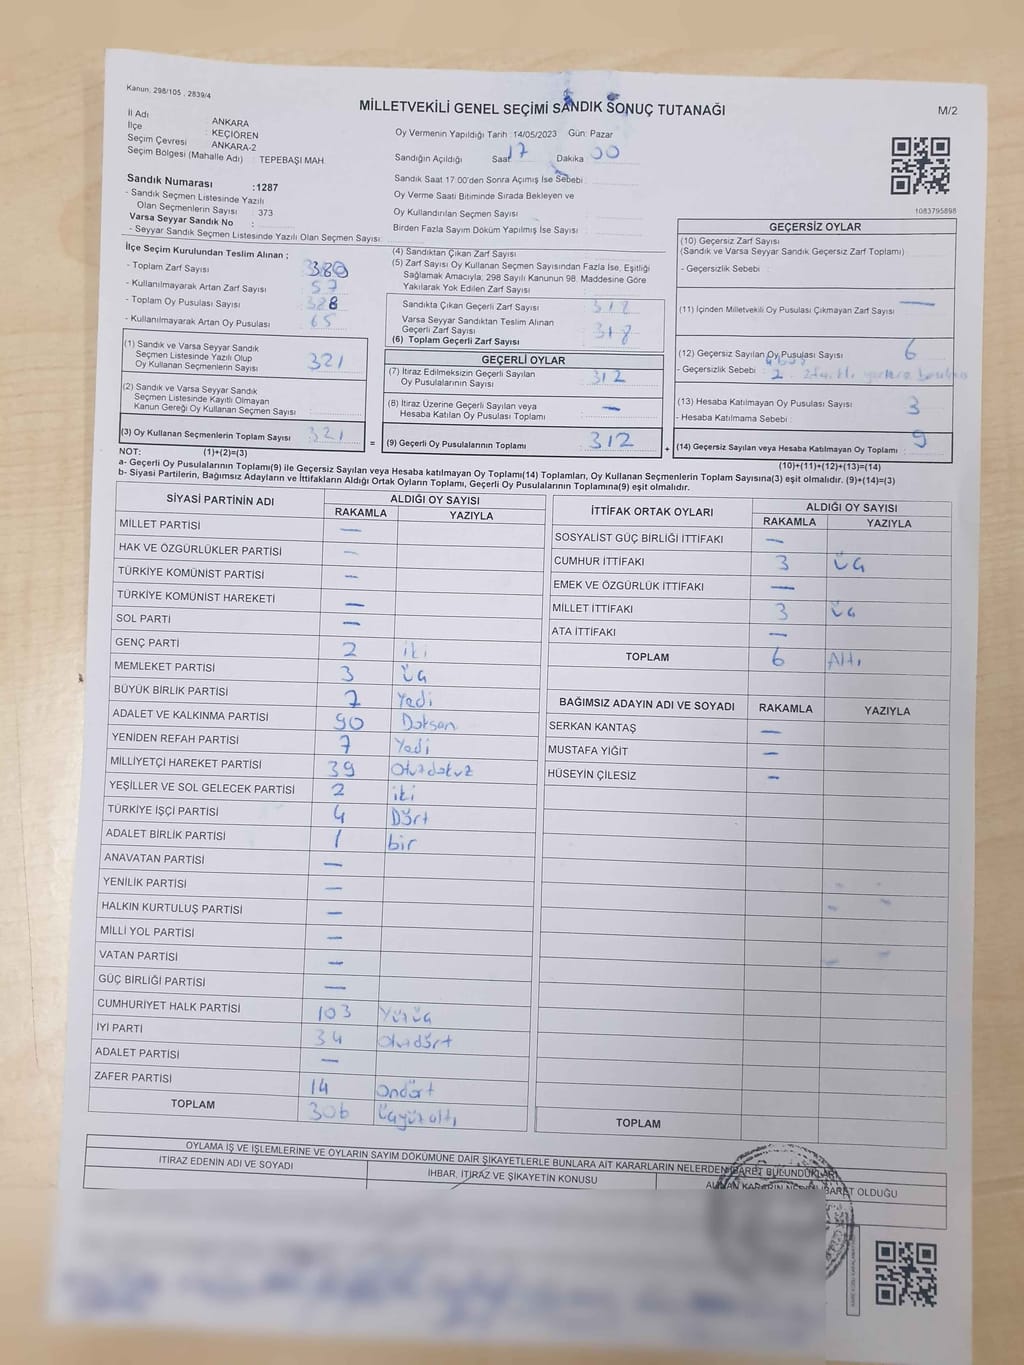 Kanun, 298/105 , 2839/4
MİLLETVEKİLİ GENEL SEÇİMİ SANDIK SONUÇ TUTANAĞI
M/2
İl Adı ANKARA
İlçe : KEÇİÖREN
Seçim Çevresi ANKARA-2
Seçim Bölgesi (Mahalle Adı) : TEPEBAŞI MAH
Sandık Numarası :1287
- Sandık Seçmen Listesinde Yazılı
Olan Seçmenlerin Sayısı : 373
Varsa Seyyar Sandık No :
- Seyyar Sandık Seçmen Listesinde Yazılı Olan Seçmen Sayısı:
Oy Vermenin Yapıldığı Tarih :14/05/2023 Gün: Pazar
Sandığın Açıldığı Saat 17 Dakika 00
Sandık Saat 17:00'den Sonra Açılmış İse Sebebi :
Oy Verme Saati Bitiminde Sırada Bekleyen ve
Oy Kullandırılan Seçmen Sayısı :
Birden Fazla Sayım Döküm Yapılmış İse Sayısı :
1083795898
İlçe Seçim Kurulundan Teslim Alınan ;
- Toplam Zarf Sayısı :
- Kullanılmayarak Artan Zarf Sayısı : 57
- Toplam Oy Pusulası Sayısı :
- Kullanılmayarak Artan Oy Pusulası : 65
(1) Sandık ve Varsa Seyyar Sandık
Seçmen Listesinde Yazılı Olup
Oy Kullanan Seçmenlerin Sayısı : 321
(2) Sandık ve Varsa Seyyar Sandık
Seçmen Listesinde Kayıtlı Olmayan
Kanun Gereği Oy Kullanan Seçmen Sayısı :
(3) Oy Kullanan Seçmenlerin Toplam Sayısı : 321
(4) Sandıktan Çıkan Zarf Sayısı :
(5) Zarf Sayısı Oy Kullanan Seçmen Sayısından Fazla İse, Eşitliği
Sağlamak Amacıyla; 298 Sayılı Kanunun 98. Maddesine Göre
Yakılarak Yok Edilen Zarf Sayısı :
Sandıkta Çıkan Geçerli Zarf Sayısı :
Varsa Seyyar Sandıktan Teslim Alınan
Geçerli Zarf Sayısı :
(6) Toplam Geçerli Zarf Sayısı : 318
GEÇERLİ OYLAR
(7) İtiraz Edilmeksizin Geçerli Sayılan
Oy Pusulalarının Sayısı : 312
(8) İtiraz Üzerine Geçerli Sayılan veya
Hesaba Katılan Oy Pusulası Toplamı : —
= (9) Geçerli Oy Pusulalarının Toplamı : 312 +
GEÇERSİZ OYLAR
(10) Geçersiz Zarf Sayısı
(Sandık ve Varsa Seyyar Sandık Geçersiz Zarf Toplamı) :
- Geçersizlik Sebebi :
(11) İçinden Milletvekili Oy Pusulası Çıkmayan Zarf Sayısı : —
(12) Geçersiz Sayılan Oy Pusulası Sayısı : 6
- Geçersizlik Sebebi :
(13) Hesaba Katılmayan Oy Pusulası Sayısı : 3
- Hesaba Katılmama Sebebi :
(14) Geçersiz Sayılan veya Hesaba Katılmayan Oy Toplamı : 9
NOT: (1)+(2)=(3)
(10)+(11)+(12)+(13)=(14)
a- Geçerli Oy Pusulalarının Toplamı(9) ile Geçersiz Sayılan veya Hesaba katılmayan Oy Toplamı(14) Toplamları, Oy Kullanan Seçmenlerin Toplam Sayısına(3) eşit olmalıdır. (9)+(14)=(3)
b- Siyasi Partilerin, Bağımsız Adayların ve İttifakların Aldığı Ortak Oyların Toplamı, Geçerli Oy Pusulalarının Toplamına(9) eşit olmalıdır.
SİYASİ PARTİNİN ADI ALDIĞI OY SAYISI
RAKAMLA YAZIYLA
MİLLET PARTİSİ —
HAK VE ÖZGÜRLÜKLER PARTİSİ —
TÜRKİYE KOMÜNİST PARTİSİ —
TÜRKİYE KOMÜNİST HAREKETİ —
SOL PARTİ —
GENÇ PARTİ 2 iki
MEMLEKET PARTİSİ 3 üç
BÜYÜK BİRLİK PARTİSİ 7 Yedi
ADALET VE KALKINMA PARTİSİ 90 Doksan
YENİDEN REFAH PARTİSİ 7 Yedi
MİLLİYETÇİ HAREKET PARTİSİ 39 Otuzdokuz
YEŞİLLER VE SOL GELECEK PARTİSİ 2 iki
TÜRKİYE İŞÇİ PARTİSİ 4 Dört
ADALET BİRLİK PARTİSİ 1 bir
ANAVATAN PARTİSİ —
YENİLİK PARTİSİ —
HALKIN KURTULUŞ PARTİSİ —
MİLLİ YOL PARTİSİ —
VATAN PARTİSİ —
GÜÇ BİRLİĞİ PARTİSİ —
CUMHURİYET HALK PARTİSİ 103 Yüzüç
İYİ PARTİ 34 Otuzdört
ADALET PARTİSİ —
ZAFER PARTİSİ 14 Ondört
TOPLAM 306 Üçyüzaltı
İTTİFAK ORTAK OYLARI ALDIĞI OY SAYISI
RAKAMLA YAZIYLA
SOSYALİST GÜÇ BİRLİĞİ İTTİFAKI —
CUMHUR İTTİFAKI 3 üç
EMEK VE ÖZGÜRLÜK İTTİFAKI —
MİLLET İTTİFAKI 3 üç
ATA İTTİFAKI —
TOPLAM 6 Altı
BAĞIMSIZ ADAYIN ADI VE SOYADI RAKAMLA YAZIYLA
SERKAN KANTAŞ —
MUSTAFA YİĞİT —
HÜSEYİN ÇİLESİZ —
TOPLAM
OYLAMA İŞ VE İŞLEMLERİNE VE OYLARIN SAYIM DÖKÜMÜNE DAİR ŞİKAYETLERLE BUNLARA AİT KARARLARIN NELERDEN İBARET BULUNDUKLARI
İTİRAZ EDENİN ADI VE SOYADI İHBAR, İTİRAZ VE ŞİKAYETİN KONUSU ALINAN KARARIN NEDEN İBARET OLDUĞU